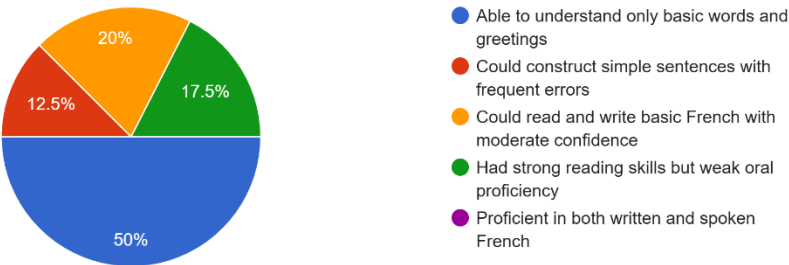 20%
12.5%
17.5%
50%
Able to understand only basic words and
greetings
Could construct simple sentences with
frequent errors
Could read and write basic French with
moderate confidence
Had strong reading skills but weak oral
proficiency
Proficient in both written and spoken
French